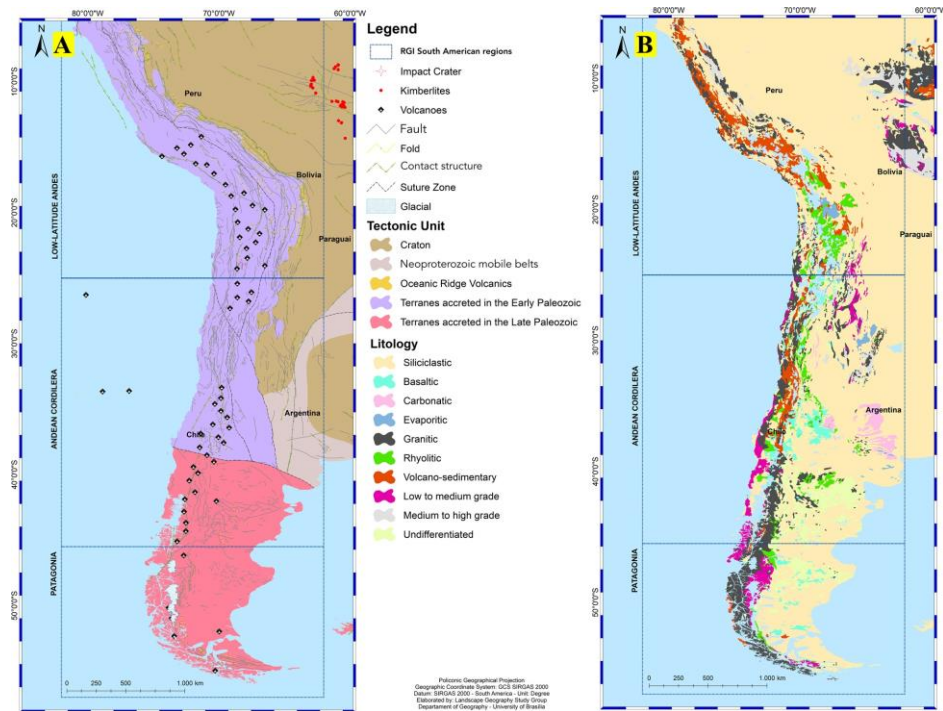 80°0'0"W 70°0'0"W 60°0'0"W
N
A
10°0'0"S
20°0'0"S
30°0'0"S
40°0'0"S
50°0'0"S
LOW-LATITUDE ANDES
ANDEAN CORDILERA
PATAGONIA
Peru
Bolivia
Paraguai
Argentina
Chile
0 250 500 1.000 km
Legend
RGI South American regions
Impact Crater
Kimberlites
Volcanoes
Fault
Fold
Contact structure
Suture Zone
Glacial
Tectonic Unit
Craton
Neoproterozoic mobile belts
Oceanic Ridge Volcanics
Terranes accreted in the Early Paleozoic
Terranes accreted in the Late Paleozoic
Litology
Siliciclastic
Basaltic
Carbonatic
Evaporitic
Granitic
Rhyolitic
Volcano-sedimentary
Low to medium grade
Medium to high grade
Undifferentiated
Policonic Geographical Projection
Geographic Coordinate System: GCS SIRGAS 2000
Datum: SIRGAS 2000 - South America - Unit: Degree
Elaborated by: Landscape Geography Study Group
Departament of Geography - University of Brasilia
80°0'0"W 70°0'0"W 60°0'0"W
N
B
10°0'0"S
20°0'0"S
30°0'0"S
40°0'0"S
50°0'0"S
LOW-LATITUDE ANDES
ANDEAN CORDILERA
PATAGONIA
Peru
Bolivia
Paraguai
Argentina
Chile
0 250 500 1.000 km